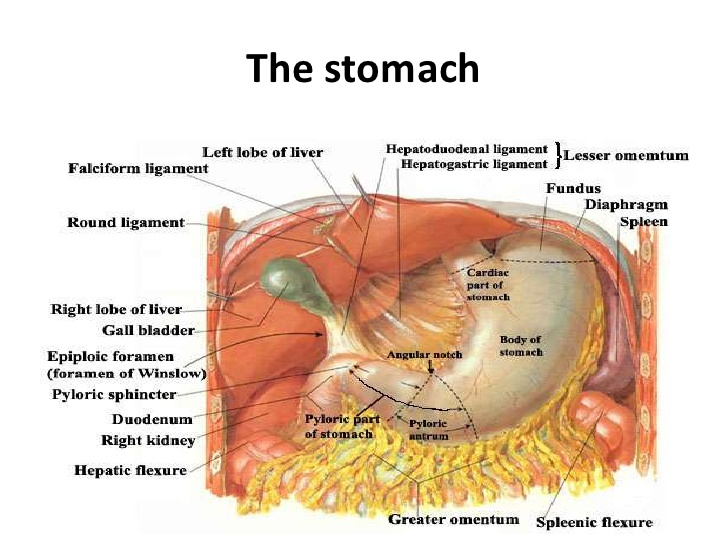 The stomach
Left lobe of liver
Falciform ligament
Round ligament
Hepatoduodenal ligament
Hepatogastric ligament
Lesser omemtum
Fundus
Diaphragm
Spleen
Cardiac
part of
stomach
Right lobe of liver
Gall bladder
Body of
stomach
Angular notch
Epiploic foramen
(foramen of Winslow)
Pyloric sphincter
Duodenum
Right kidney
Pyloric part
of stomach
Pyloric
antrum
Hepatic flexure
Greater omentum
Spleenic flexure